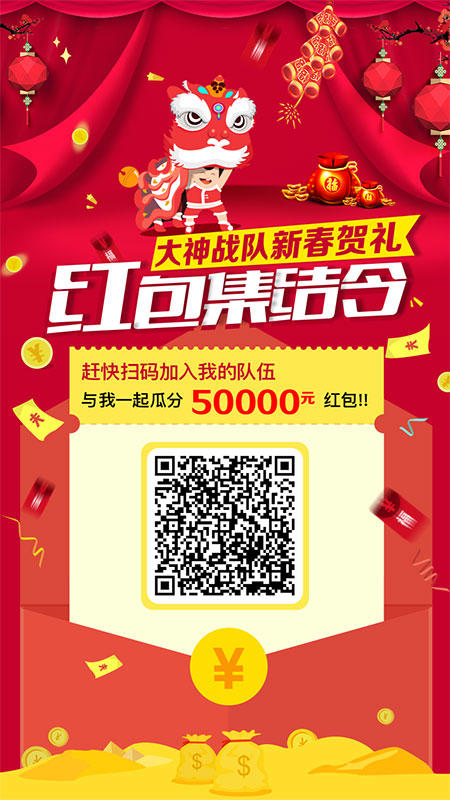 大神战队新春贺礼
红包集结令
赶快扫码加入我的队伍
与我一起瓜分 50000元 红包!!
福
¥
$ $